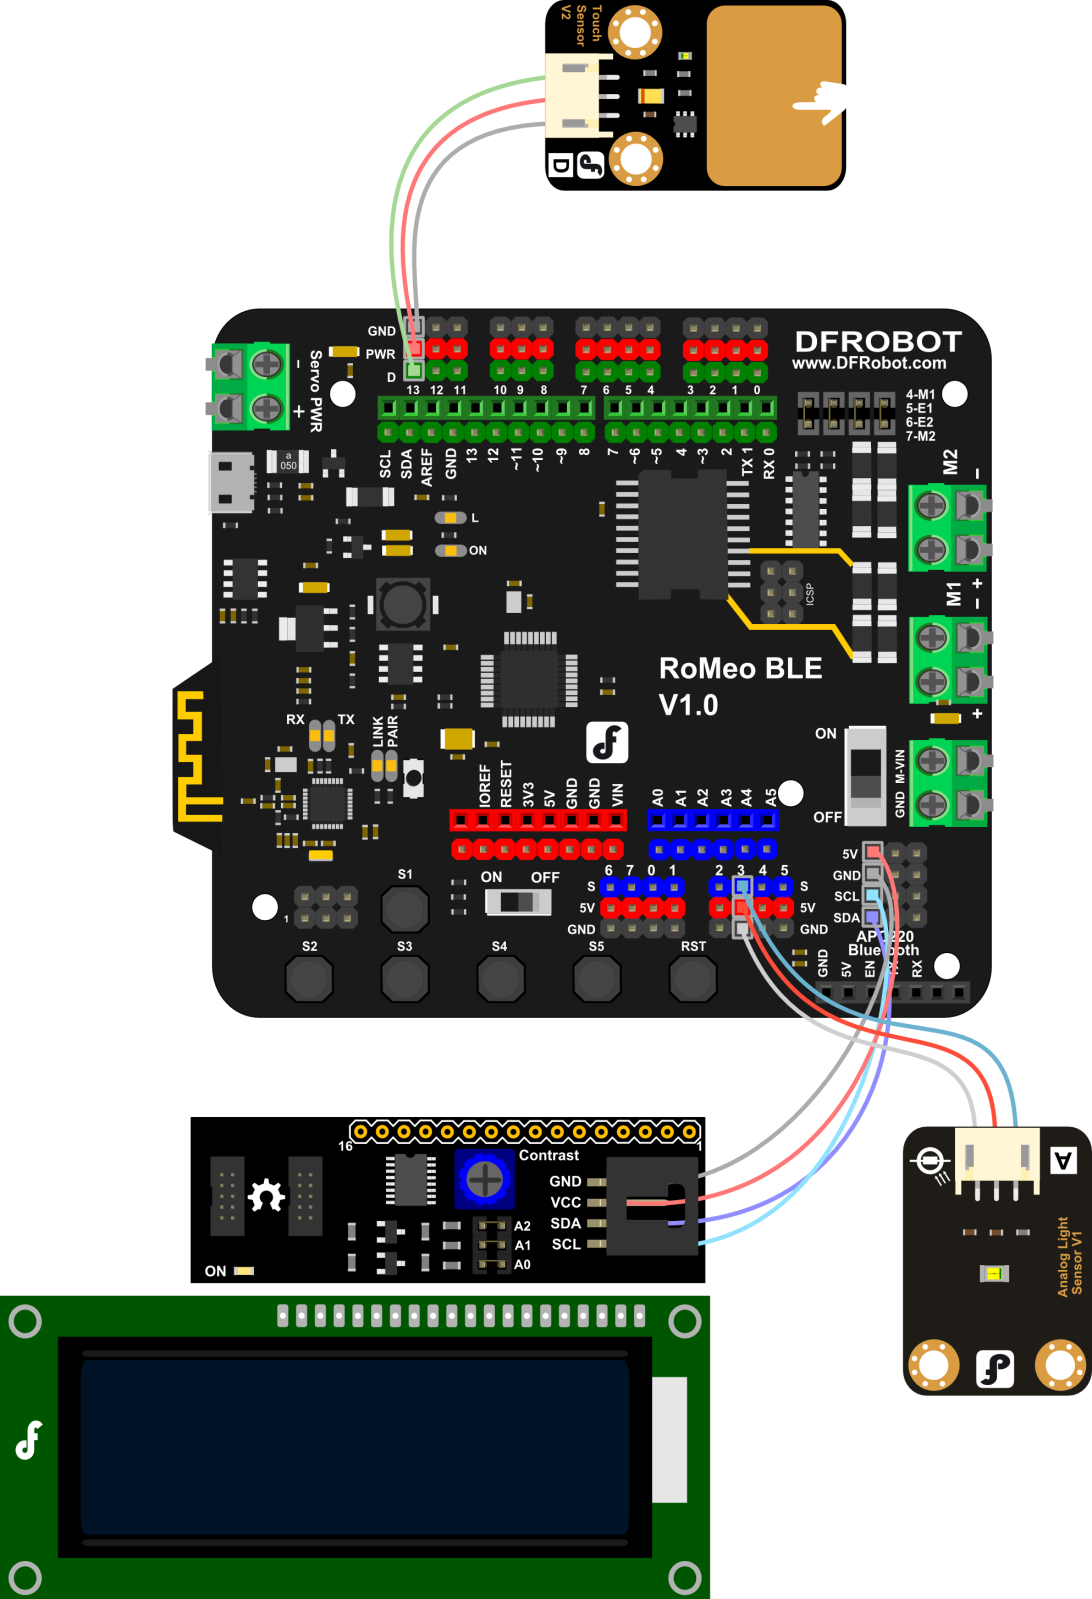 Touch
Sensor
V2
D
GND
PWR
D
13 12 11 10 9 8 7 6 5 4 3 2 1 0
DFROBOT
www.DFRobot.com
Servo PWR
- +
4-M1
5-E1
6-E2
7-M2
SCL SDA AREF GND 13 12 ~11 ~10 ~9 8 7 ~6 ~5 4 ~3 2 TX 1 RX 0
a
050
L
ON
M2
- +
ICSP
M1
- +
RoMeo BLE
V1.0
RX TX
LINK
PAIR
ON
OFF
GND M-VIN
IOREF RESET 3V3 5V GND GND VIN
A0 A1 A2 A3 A4 A5
S1
ON OFF
6 7 0 1 2 3 4 5
S S
5V 5V
GND GND
5V
GND
SCL
SDA
Bluetooth
GND 5V EN RX
1
S2 S3 S4 S5 RST
16 1
Contrast
GND
VCC
SDA
SCL
A2
A1
A0
ON
A
Analog Light
Sensor V1